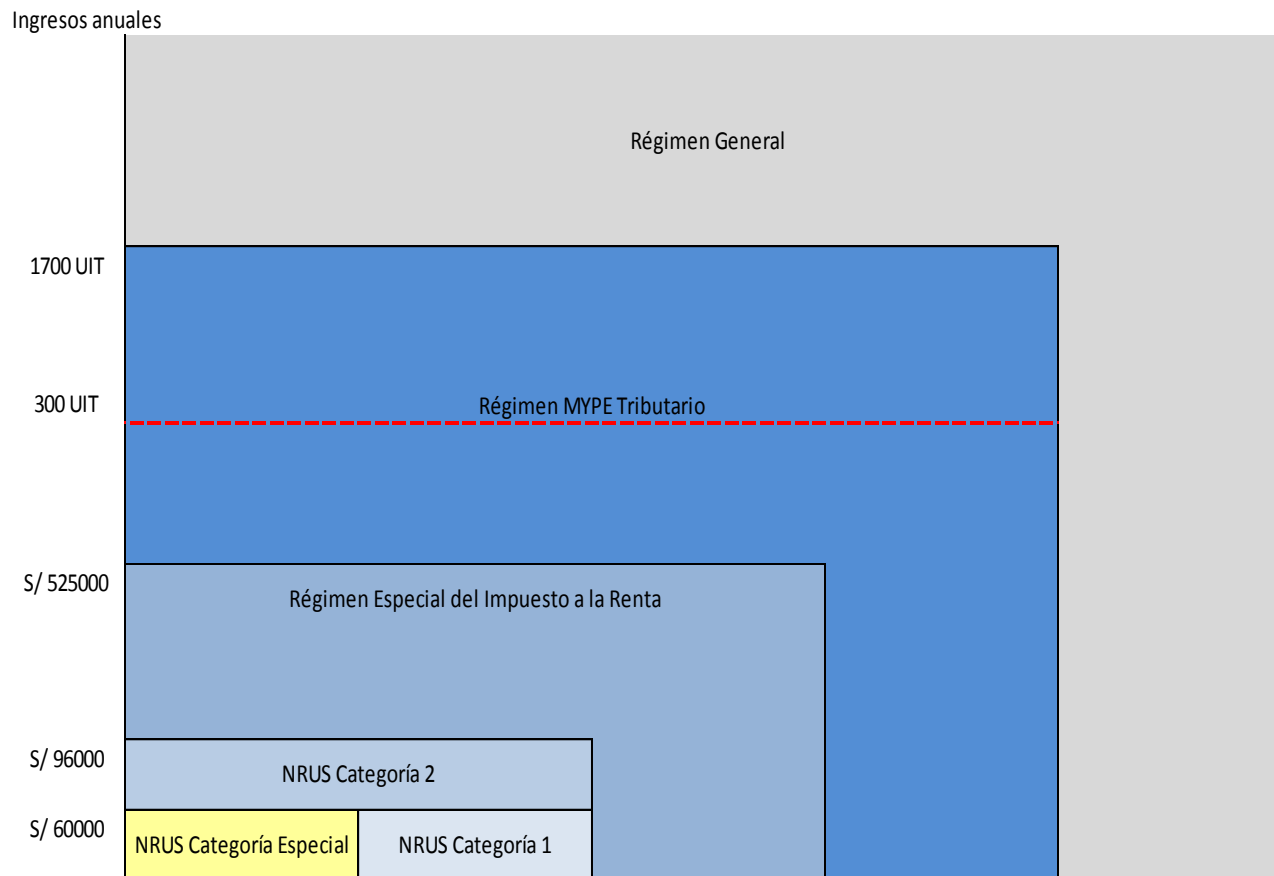 Ingresos anuales
Régimen General
1700 UIT
300 UIT
Régimen MYPE Tributario
S/ 525000
Régimen Especial del Impuesto a la Renta
S/ 96000
NRUS Categoría 2
S/ 60000
NRUS Categoría Especial
NRUS Categoría 1